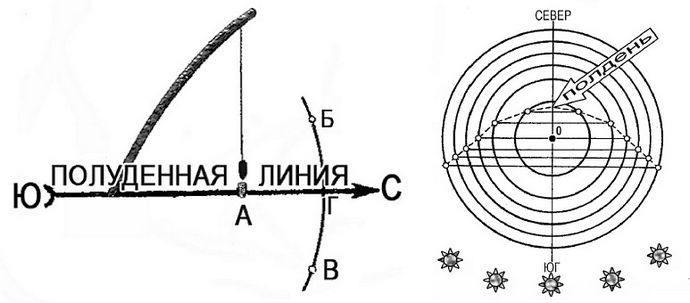 Б
ПОЛУДЕННАЯ ЛИНИЯ
Ю С
А Г
В
СЕВЕР
ПОЛДЕНЬ
0
ЮГ